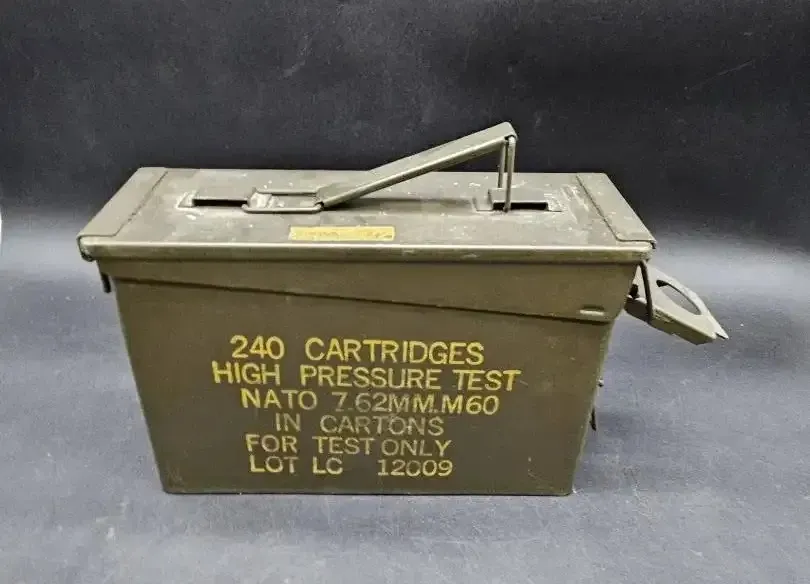 240 CARTRIDGES
HIGH PRESSURE TEST
NATO 7.62MM.M60
IN CARTONS
FOR TEST ONLY
LOT LC 12009